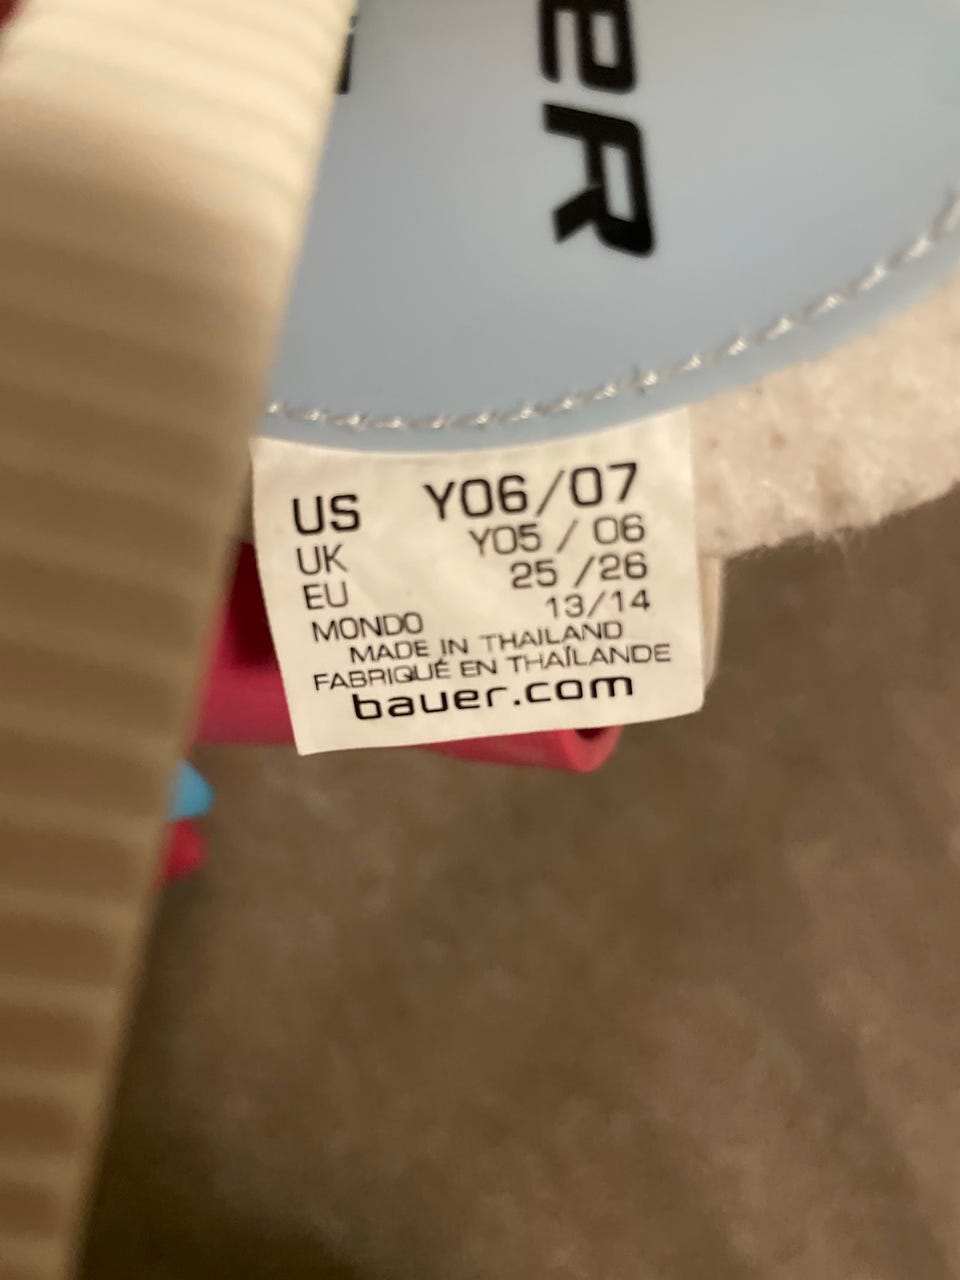 eR
US Y06/07
UK Y05 / 06
EU 25 /26
MONDO 13/14
MADE IN THAILAND
FABRIQUÉ EN THAÏLANDE
bauer.com